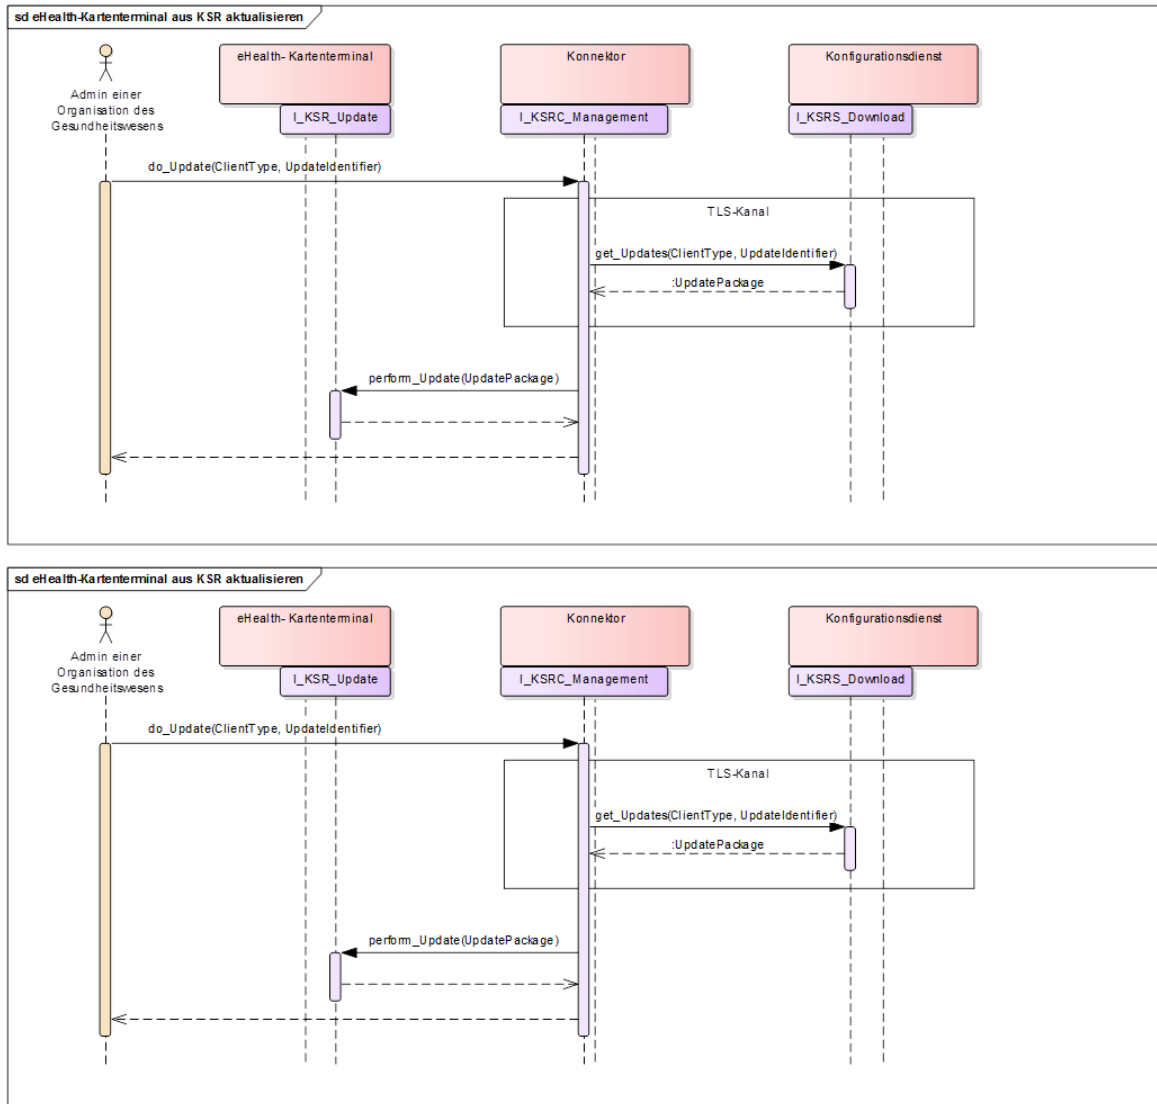 sd eHealth-Kartenterminal aus KSR aktualisieren
eHealth- Kartenterminal
Konnektor
Konfigurationsdienst
Admin einer
Organisation des
Gesundheitswesens
I_KSR_Update
I_KSRC_Management
I_KSRS_Download
do_Update(ClientType, UpdateIdentifier)
TLS-Kanal
get_Updates(ClientType, UpdateIdentifier)
:UpdatePackage
perform_Update(UpdatePackage)
sd eHealth-Kartenterminal aus KSR aktualisieren
eHealth- Kartenterminal
Konnektor
Konfigurationsdienst
Admin einer
Organisation des
Gesundheitswesens
I_KSR_Update
I_KSRC_Management
I_KSRS_Download
do_Update(ClientType, UpdateIdentifier)
TLS-Kanal
get_Updates(ClientType, UpdateIdentifier)
:UpdatePackage
perform_Update(UpdatePackage)